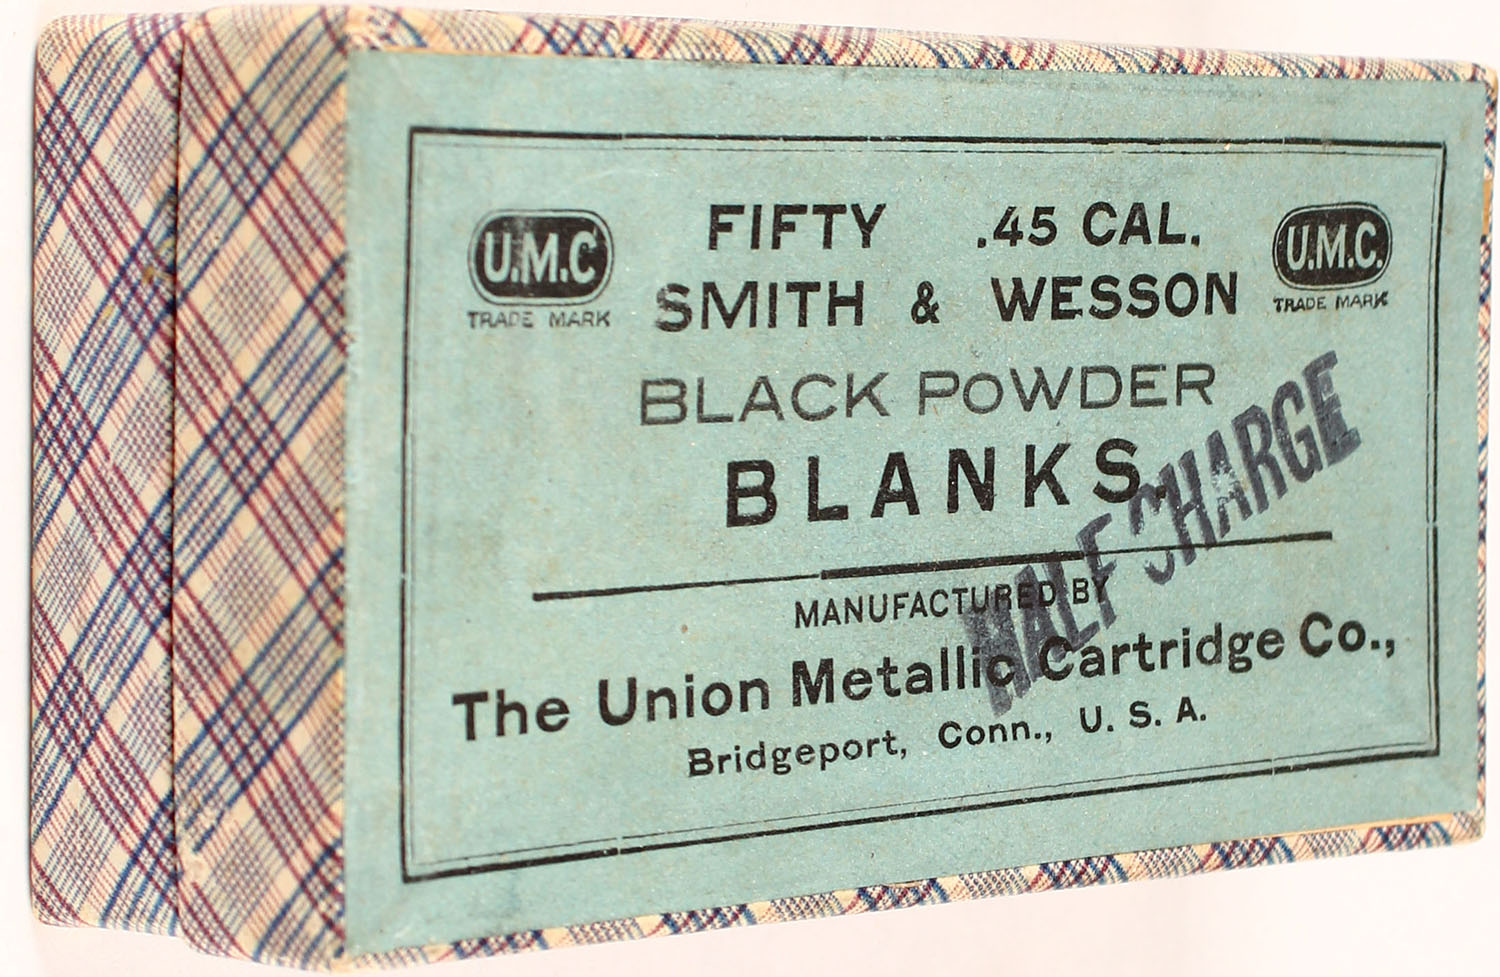 U.M.C
TRADE MARK
FIFTY .45 CAL.
SMITH & WESSON
U.M.C.
TRADE MARK
BLACK POWDER
BLANKS.
HALF CHARGE
MANUFACTURED BY
The Union Metallic Cartridge Co.,
Bridgeport, Conn., U. S. A.